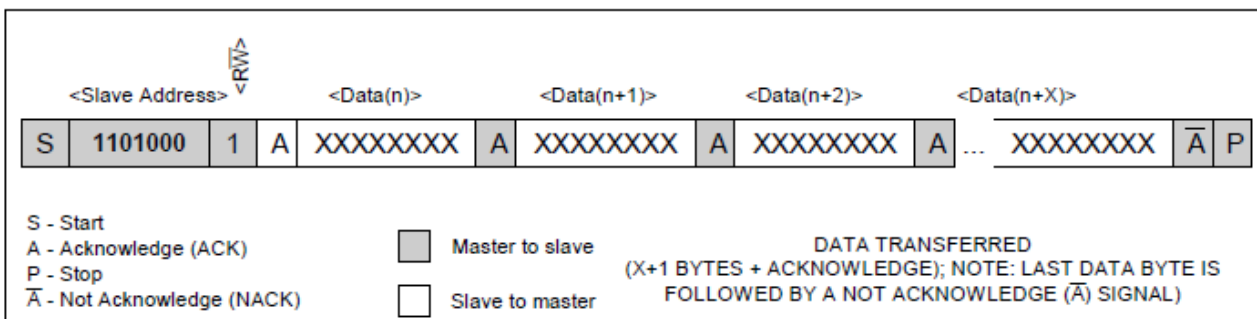 <RW̅>
<Slave Address> <Data(n)> <Data(n+1)> <Data(n+2)> <Data(n+X)>
S 1101000 1 A XXXXXXXX A XXXXXXXX A XXXXXXXX A ... XXXXXXXX A̅ P
S - Start
A - Acknowledge (ACK)
P - Stop
A̅ - Not Acknowledge (NACK)
Master to slave
Slave to master
DATA TRANSFERRED
(X+1 BYTES + ACKNOWLEDGE); NOTE: LAST DATA BYTE IS
FOLLOWED BY A NOT ACKNOWLEDGE (A̅) SIGNAL)